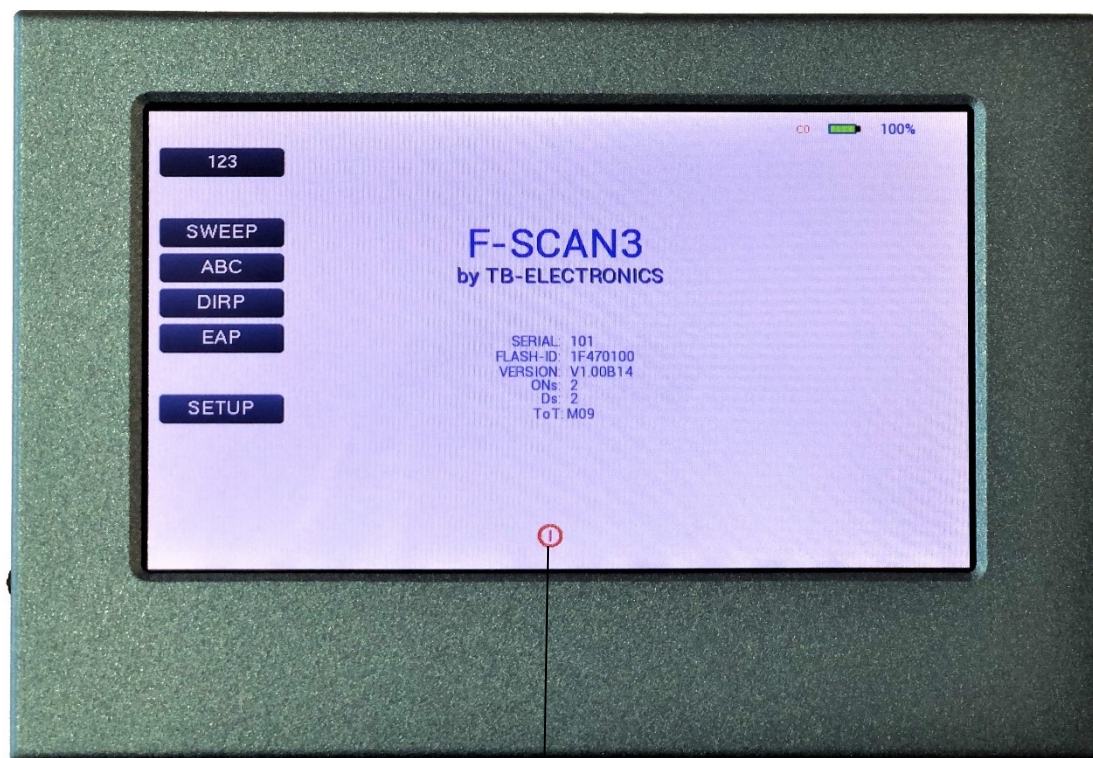 C0 100%
123
SWEEP
ABC
DIRP
EAP
SETUP
F-SCAN3
by TB-ELECTRONICS
SERIAL: 101
FLASH-ID: 1F470100
VERSION: V1.00B14
ONs: 2
Ds: 2
ToT: M09